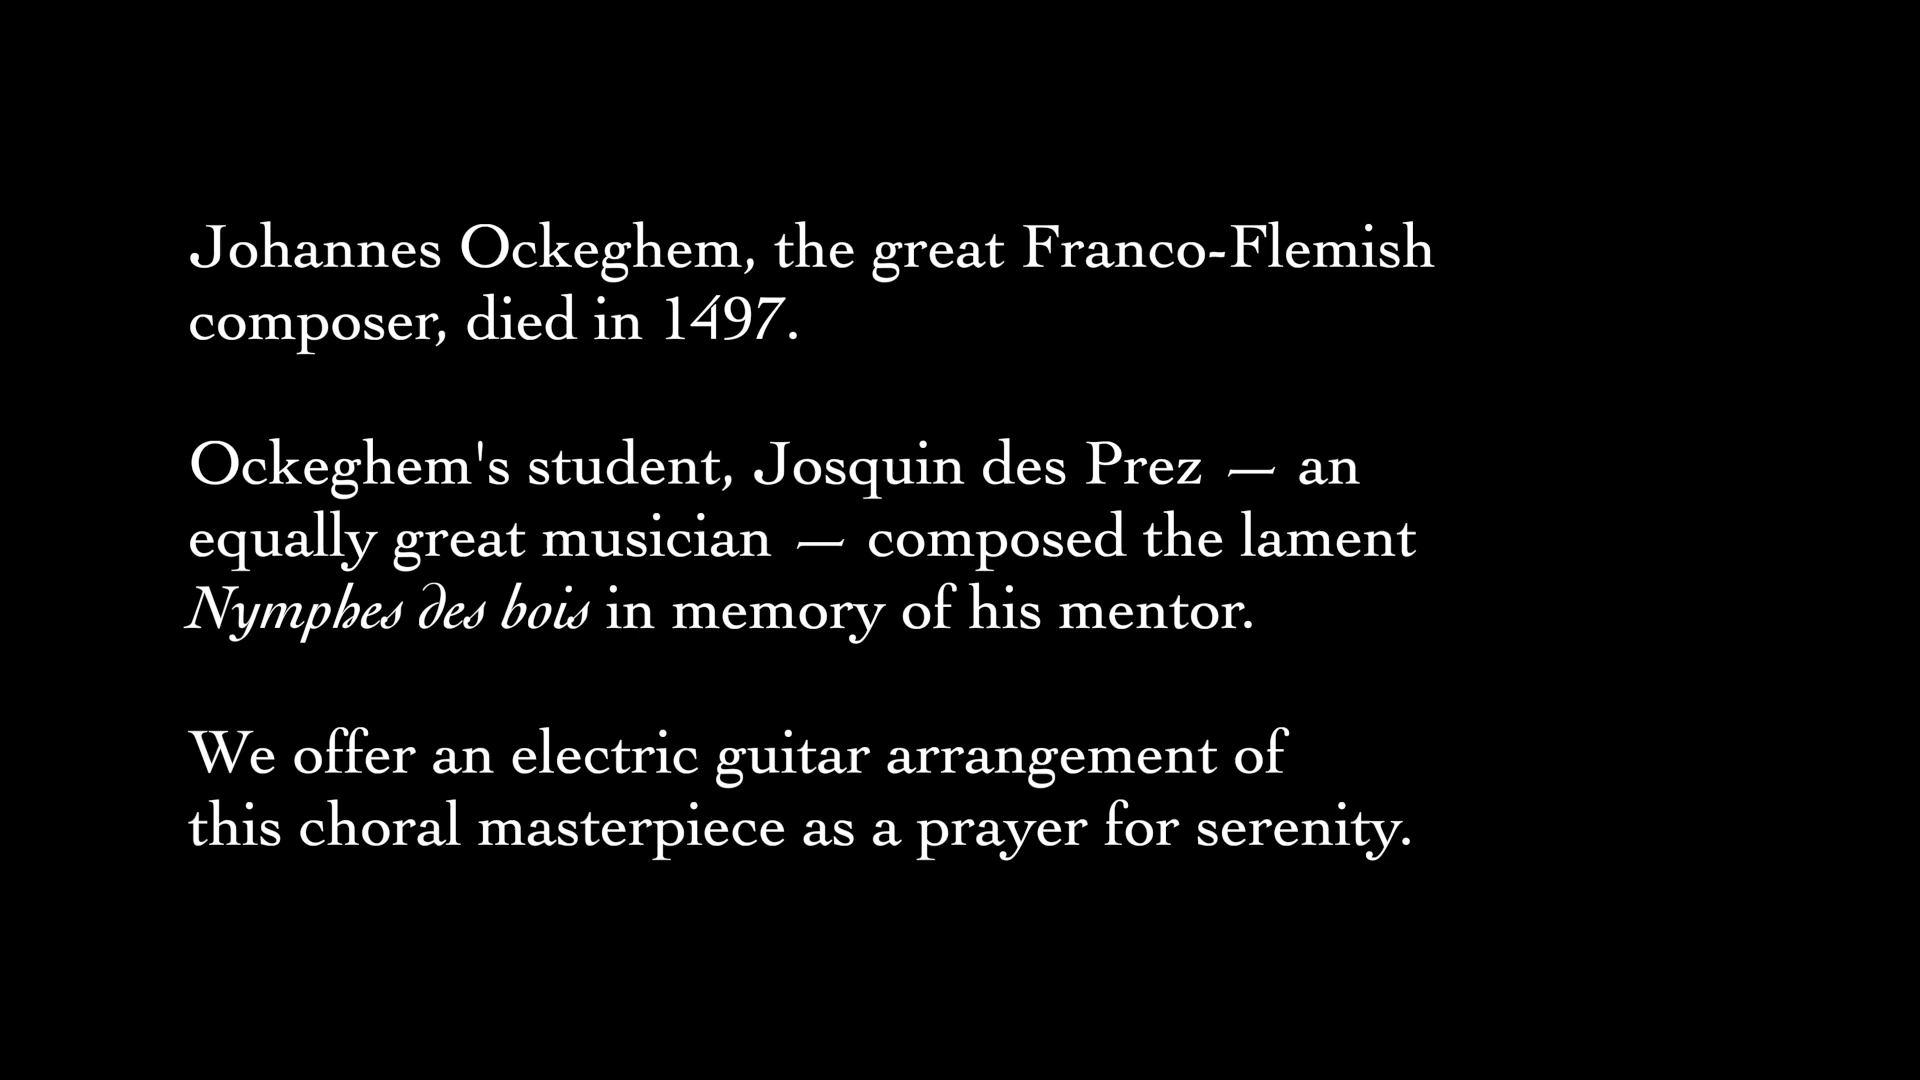 Johannes Ockeghem, the great Franco-Flemish
composer, died in 1497.
Ockeghem's student, Josquin des Prez — an
equally great musician — composed the lament
Nymphes des bois in memory of his mentor.
We offer an electric guitar arrangement of
this choral masterpiece as a prayer for serenity.